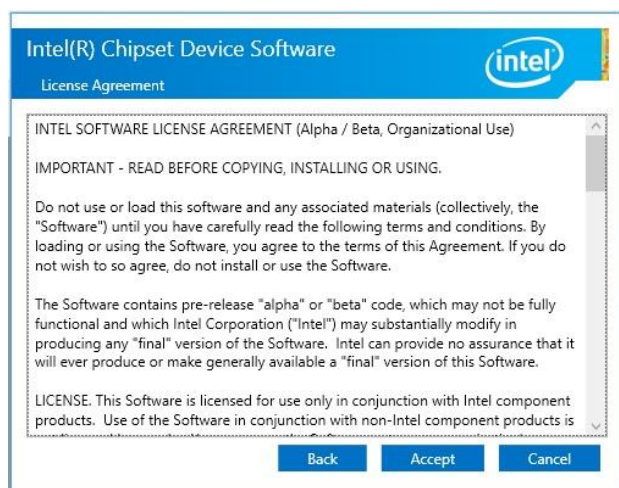 Intel(R) Chipset Device Software
intel
License Agreement
INTEL SOFTWARE LICENSE AGREEMENT (Alpha / Beta, Organizational Use)
IMPORTANT - READ BEFORE COPYING, INSTALLING OR USING.
Do not use or load this software and any associated materials (collectively, the
"Software") until you have carefully read the following terms and conditions. By
loading or using the Software, you agree to the terms of this Agreement. If you do
not wish to so agree, do not install or use the Software.
The Software contains pre-release "alpha" or "beta" code, which may not be fully
functional and which Intel Corporation ("Intel") may substantially modify in
producing any "final" version of the Software.  Intel can provide no assurance that it
will ever produce or make generally available a "final" version of this Software.
LICENSE. This Software is licensed for use only in conjunction with Intel component
products.  Use of the Software in conjunction with non-Intel component products is
Back
Accept
Cancel